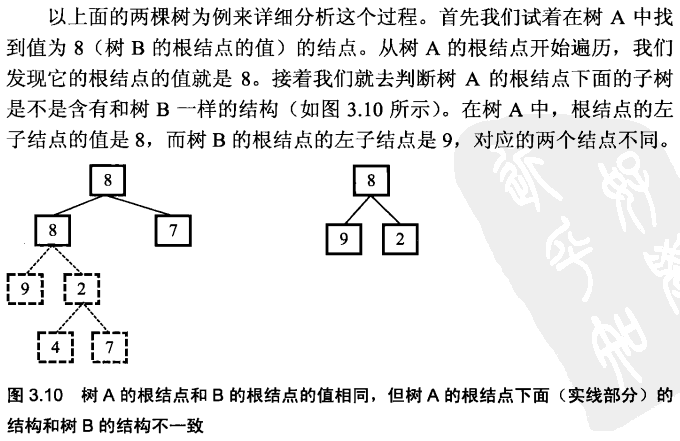 以上面的两棵树为例来详细分析这个过程。首先我们试着在树 A 中找
到值为 8（树 B 的根结点的值）的结点。从树 A 的根结点开始遍历，我们
发现它的根结点的值就是 8。接着我们就去判断树 A 的根结点下面的子树
是不是含有和树 B 一样的结构（如图 3.10 所示）。在树 A 中，根结点的左
子结点的值是 8，而树 B 的根结点的左子结点是 9，对应的两个结点不同。
8
8
8
7
9
2
9
2
4
7
图 3.10 树 A 的根结点和 B 的根结点的值相同，但树 A 的根结点下面（实线部分）的
结构和树 B 的结构不一致